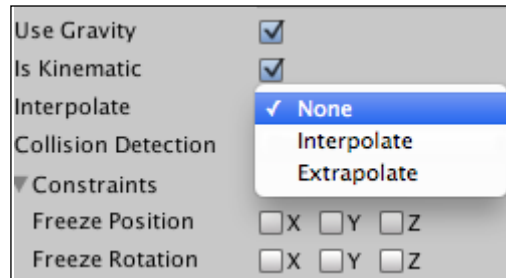 Use Gravity
Is Kinematic
Interpolate
✓ None
Interpolate
Extrapolate
Collision Detection
Constraints
Freeze Position X Y Z
Freeze Rotation X Y Z